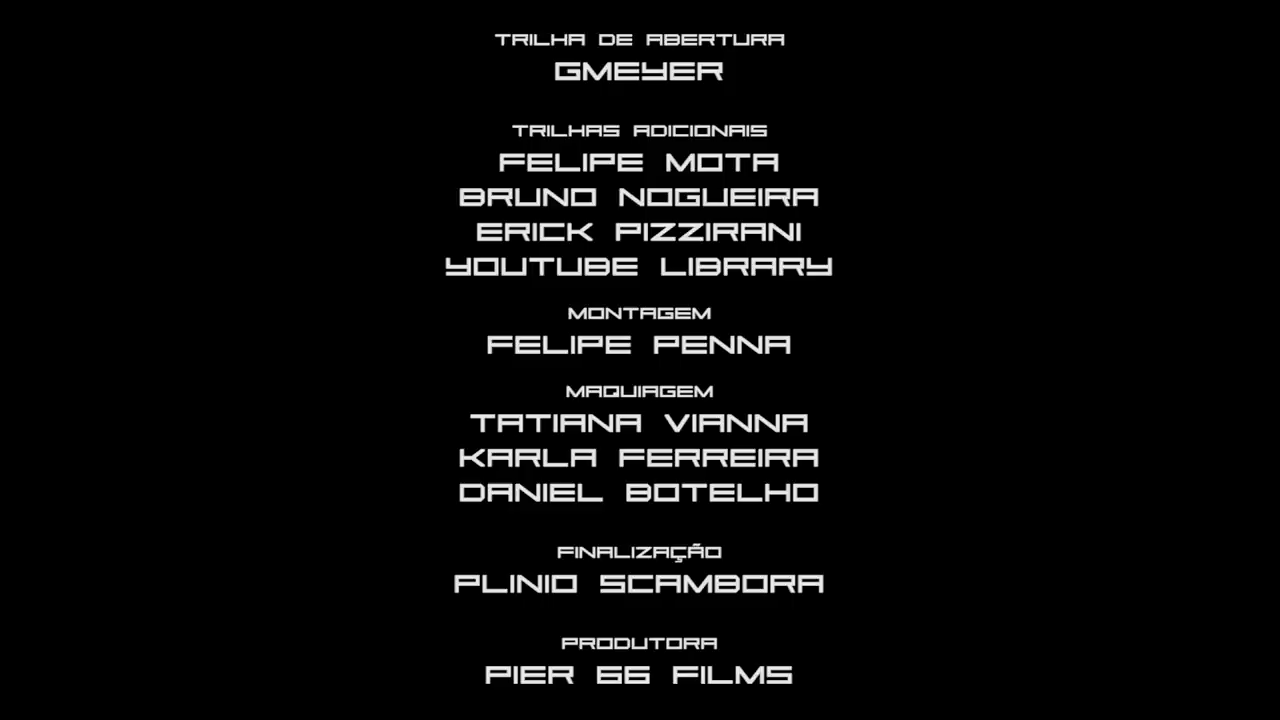 TRILHA DE ABERTURA
GMEYER
TRILHAS ADICIONAIS
FELIPE MOTA
BRUNO NOGUEIRA
ERICK PIZZIRANI
YOUTUBE LIBRARY
MONTAGEM
FELIPE PENNA
MAQUIAGEM
TATIANA VIANNA
KARLA FERREIRA
DANIEL BOTELHO
FINALIZAÇÃO
PLINIO SCAMBORA
PRODUTORA
PIER 66 FILMS